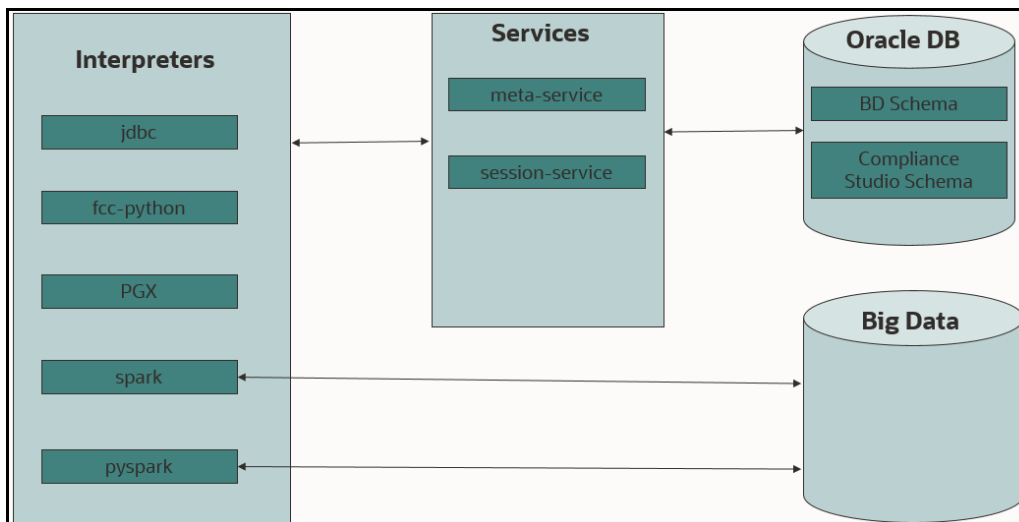 Interpreters
jdbc
fcc-python
PGX
spark
pyspark
Services
meta-service
session-service
Oracle DB
BD Schema
Compliance
Studio Schema
Big Data